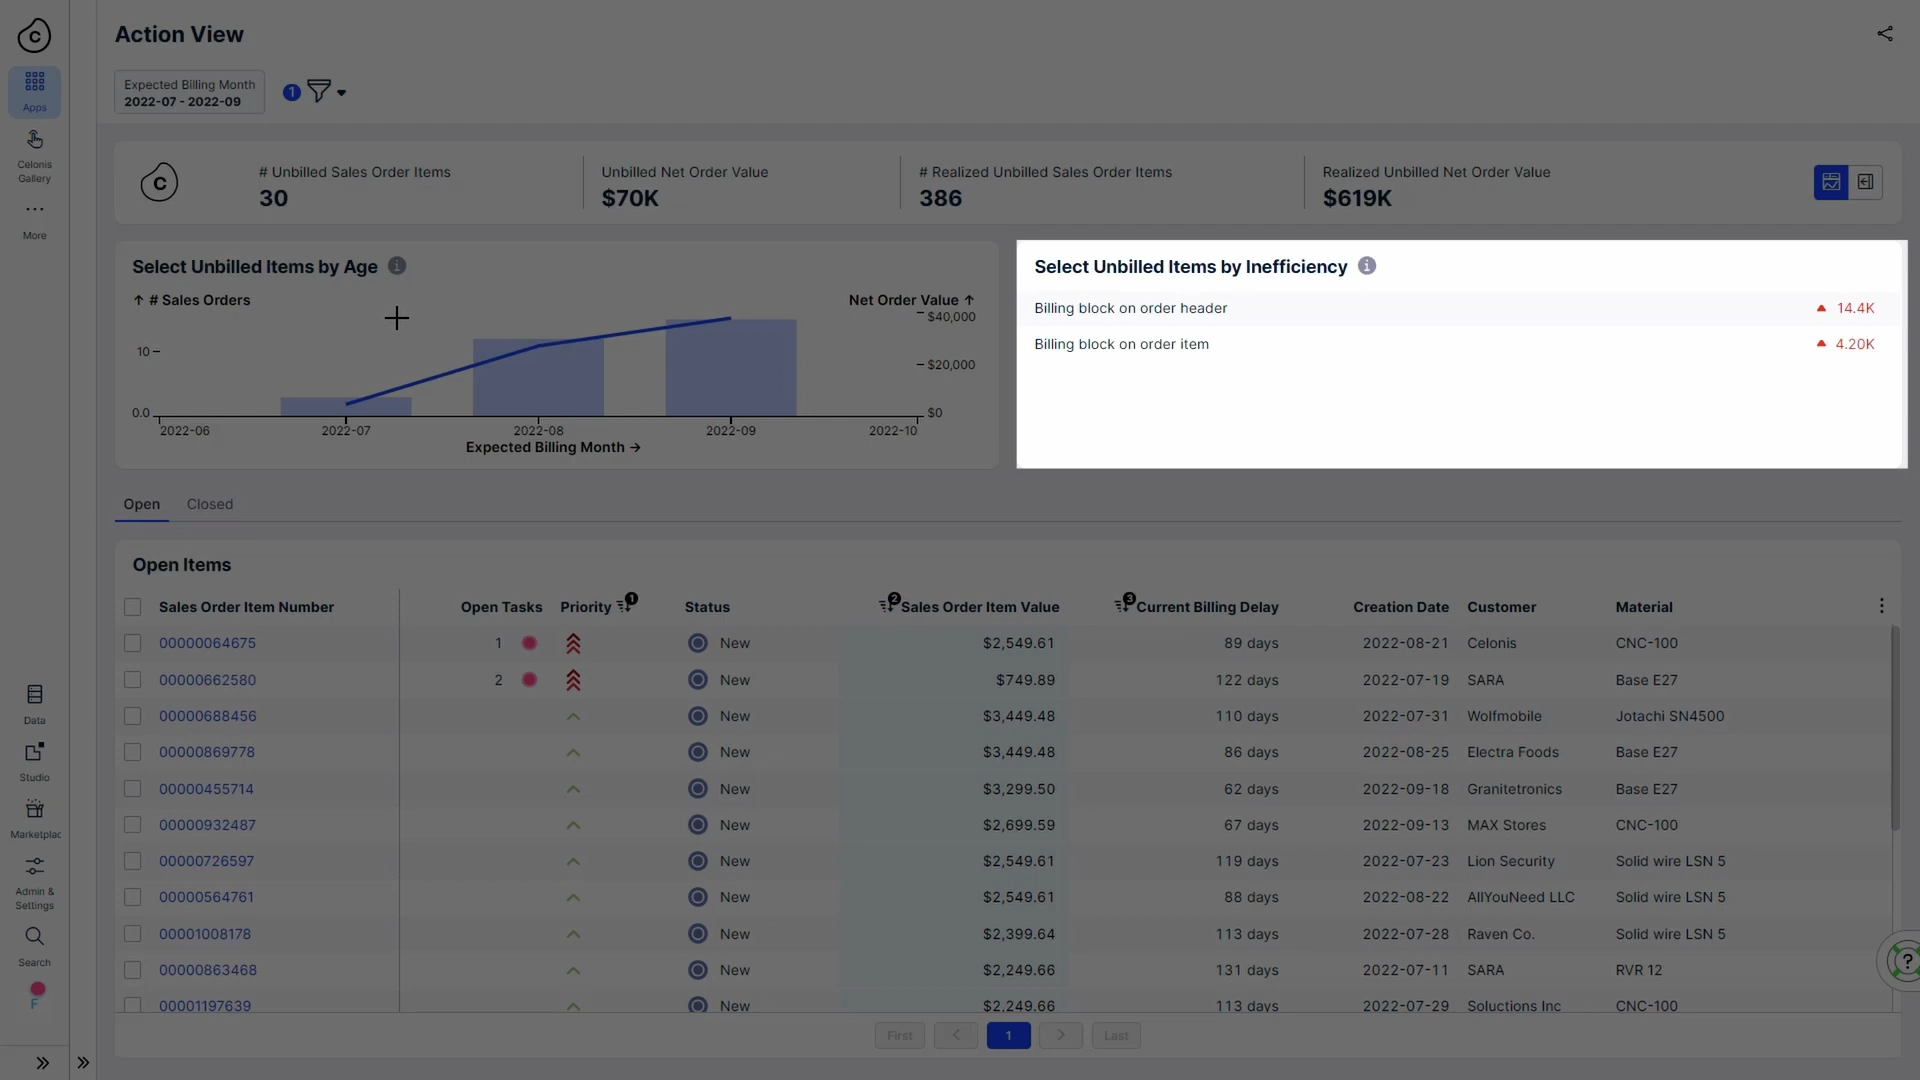 Action View
Expected Billing Month
2022-07 - 2022-09
1
Apps
Celonis
Gallery
More
C
C
# Unbilled Sales Order Items
30
Unbilled Net Order Value
$70K
# Realized Unbilled Sales Order Items
386
Realized Unbilled Net Order Value
$619K
Select Unbilled Items by Age
↑ # Sales Orders
Net Order Value ↑
$40,000
10
$20,000
0.0
$0
2022-06 2022-07 2022-08 2022-09 2022-10
Expected Billing Month →
Select Unbilled Items by Inefficiency
Billing block on order header 14.4K
Billing block on order item 4.20K
Open Closed
Open Items
Sales Order Item Number Open Tasks Priority 1 Status 2 Sales Order Item Value 3 Current Billing Delay Creation Date Customer Material
00000064675 1 New $2,549.61 89 days 2022-08-21 Celonis CNC-100
00000662580 2 New $749.89 122 days 2022-07-19 SARA Base E27
00000688456 New $3,449.48 110 days 2022-07-31 Wolfmobile Jotachi SN4500
00000869778 New $3,449.48 86 days 2022-08-25 Electra Foods Base E27
00000455714 New $3,299.50 62 days 2022-09-18 Granitetronics Base E27
00000932487 New $2,699.59 67 days 2022-09-13 MAX Stores CNC-100
00000726597 New $2,549.61 119 days 2022-07-23 Lion Security Solid wire LSN 5
00000564761 New $2,549.61 88 days 2022-08-22 AllYouNeed LLC Solid wire LSN 5
00001008178 New $2,399.64 113 days 2022-07-28 Raven Co. Solid wire LSN 5
00000863468 New $2,249.66 131 days 2022-07-11 SARA RVR 12
00001197639 New $2,249.66 113 days 2022-07-29 Soluctions Inc CNC-100
First 1 Last
Data
Studio
Marketplac
Admin &
Settings
Search
F
?